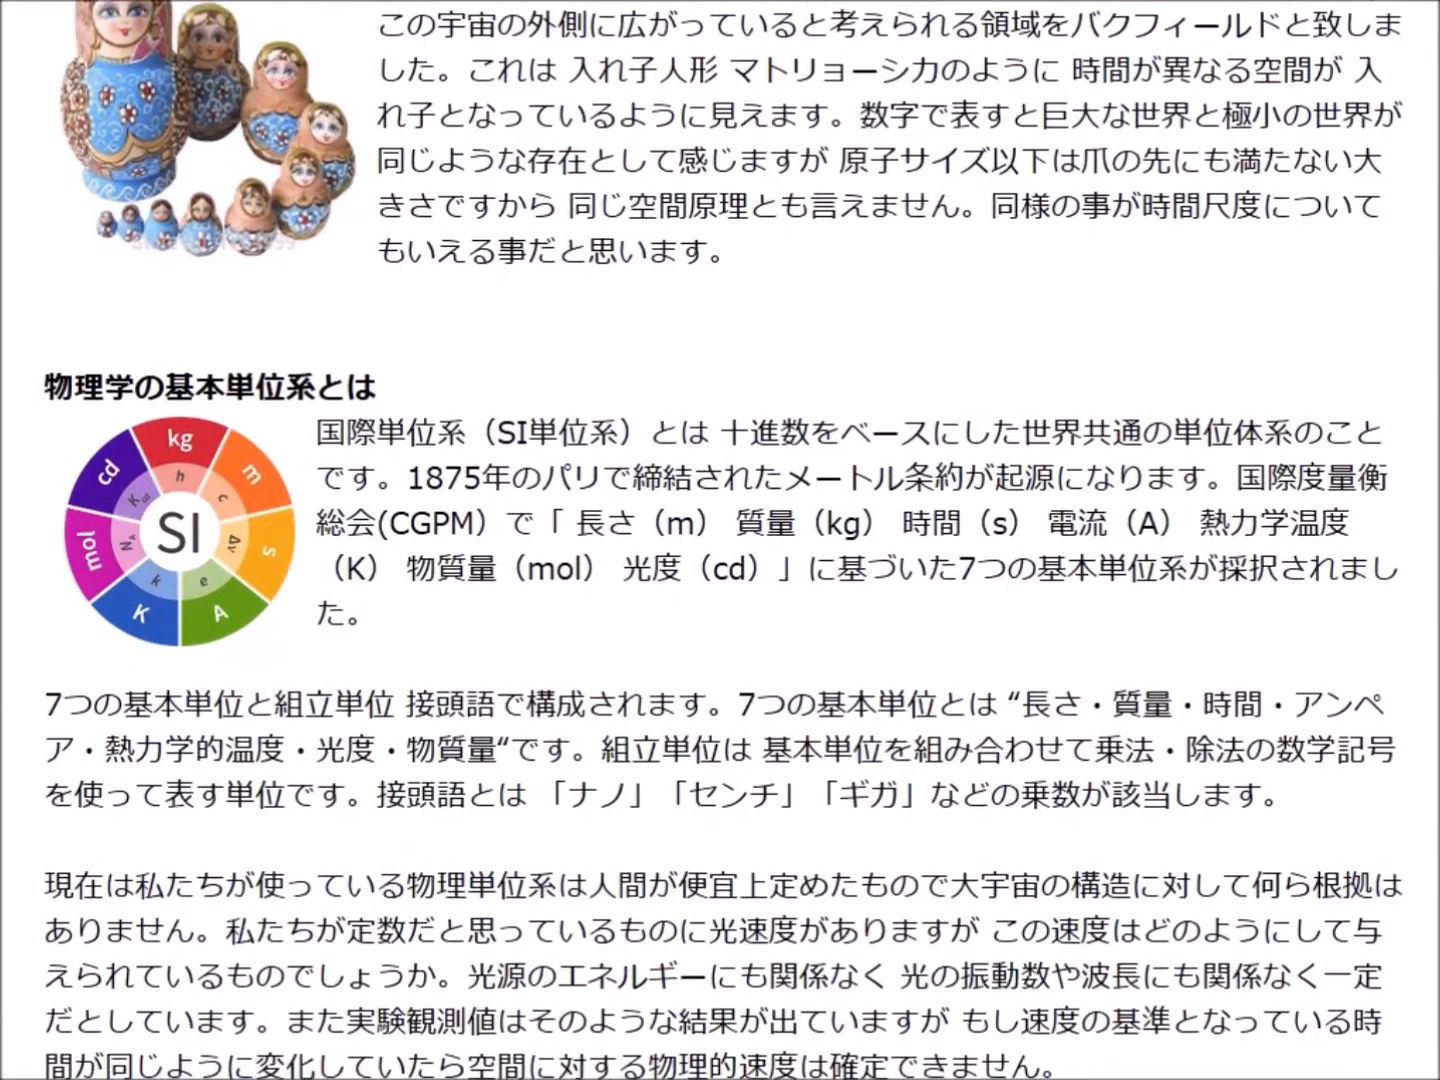 この宇宙の外側に広がっていると考えられる領域をバクフィールドと致しま
した。これは 入れ子人形 マトリョーシカのように 時間が異なる空間が 入
れ子となっているように見えます。数字で表すと巨大な世界と極小の世界が
同じような存在として感じますが 原子サイズ以下は爪の先にも満たない大
きさですから 同じ空間原理とも言えません。同様の事が時間尺度について
もいえる事だと思います。
物理学の基本単位系とは
kg
m
s
A
K
mol
cd
h
c
Δν
e
k
NA
Kcd
SI
国際単位系（SI単位系）とは 十進数をベースにした世界共通の単位体系のこと
です。1875年のパリで締結されたメートル条約が起源になります。国際度量衡
総会(CGPM）で「 長さ（m） 質量（kg） 時間（s） 電流（A） 熱力学温度
（K） 物質量（mol） 光度（cd）」に基づいた7つの基本単位系が採択されまし
た。
7つの基本単位と組立単位 接頭語で構成されます。7つの基本単位とは “長さ・質量・時間・アンペ
ア・熱力学的温度・光度・物質量“です。組立単位は 基本単位を組み合わせて乗法・除法の数学記号
を使って表す単位です。接頭語とは 「ナノ」「センチ」「ギガ」などの乗数が該当します。
現在は私たちが使っている物理単位系は人間が便宜上定めたもので大宇宙の構造に対して何ら根拠は
ありません。私たちが定数だと思っているものに光速度がありますが この速度はどのようにして与
えられているものでしょうか。光源のエネルギーにも関係なく 光の振動数や波長にも関係なく一定
だとしています。また実験観測値はそのような結果が出ていますが もし速度の基準となっている時
間が同じように変化していたら空間に対する物理的速度は確定できません。